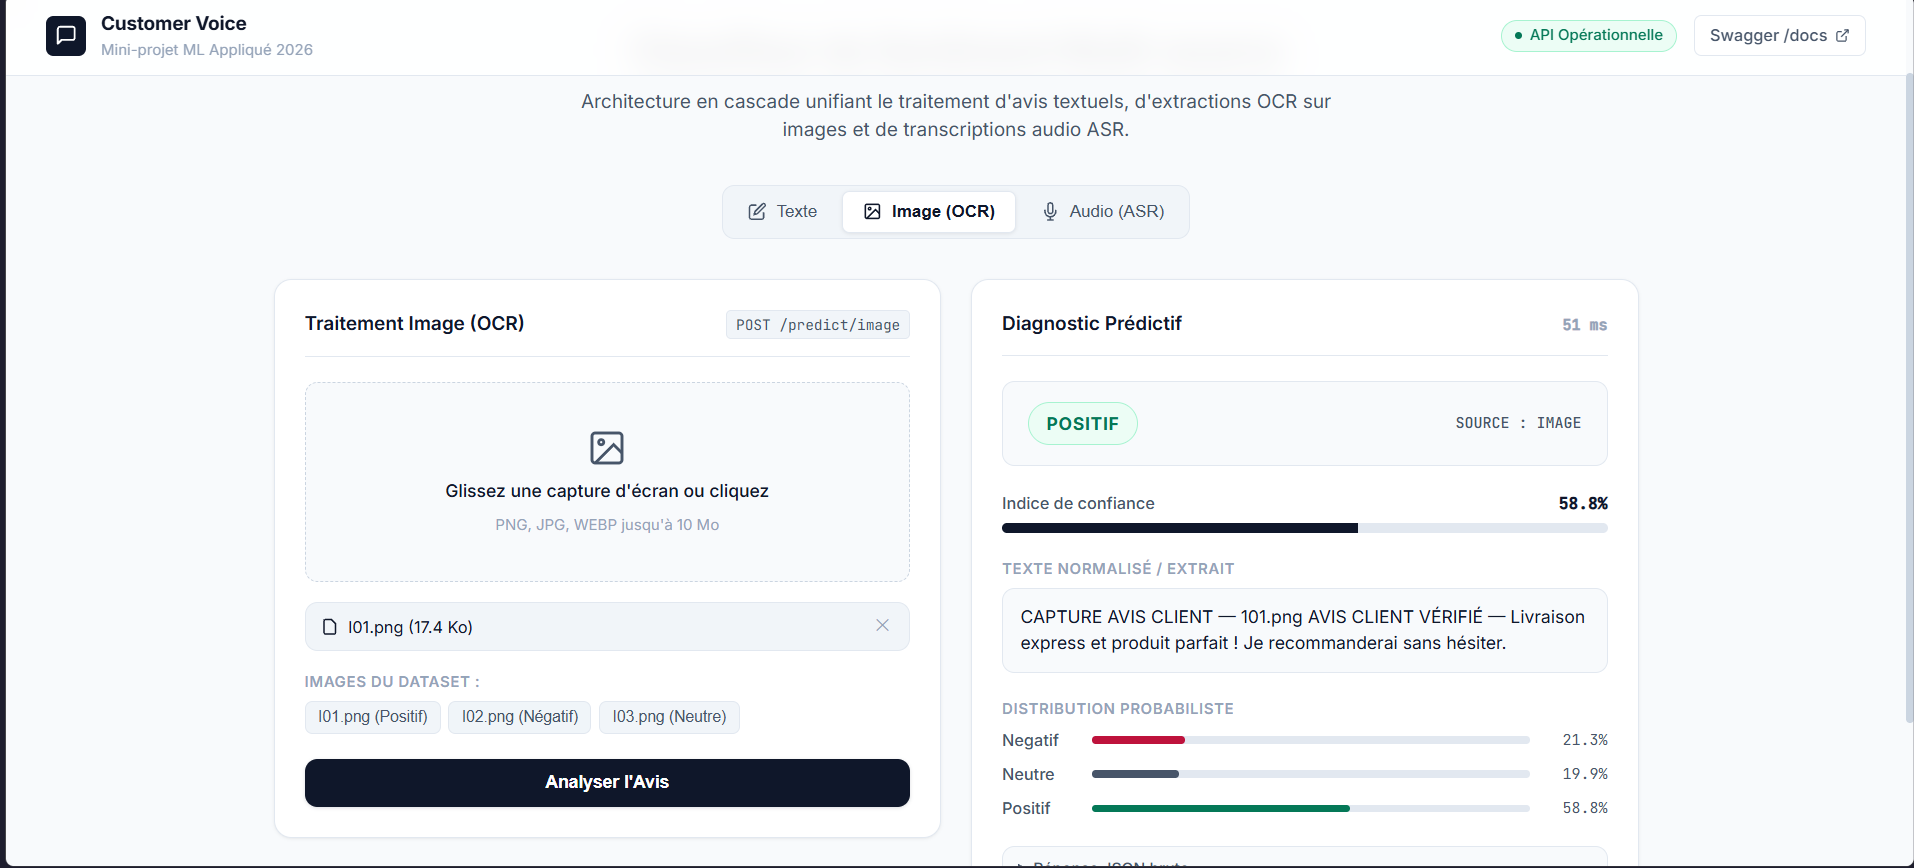 Customer Voice
Mini-projet ML Appliqué 2026
API Opérationnelle
Swagger /docs
Architecture en cascade unifiant le traitement d'avis textuels, d'extractions OCR sur
images et de transcriptions audio ASR.
Texte
Image (OCR)
Audio (ASR)
Traitement Image (OCR)
POST /predict/image
Glissez une capture d'écran ou cliquez
PNG, JPG, WEBP jusqu'à 10 Mo
I01.png (17.4 Ko)
IMAGES DU DATASET :
I01.png (Positif)
I02.png (Négatif)
I03.png (Neutre)
Analyser l'Avis
Diagnostic Prédictif
51 ms
POSITIF
SOURCE : IMAGE
Indice de confiance
58.8%
TEXTE NORMALISÉ / EXTRAIT
CAPTURE AVIS CLIENT — 101.png AVIS CLIENT VÉRIFIÉ — Livraison
express et produit parfait ! Je recommanderai sans hésiter.
DISTRIBUTION PROBABILISTE
Negatif
21.3%
Neutre
19.9%
Positif
58.8%